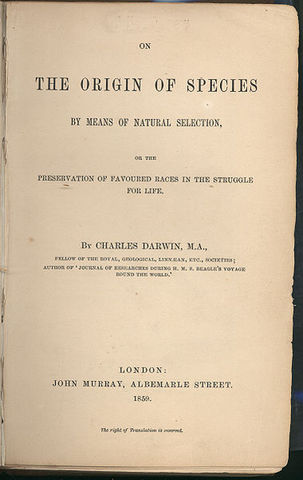 ON
THE ORIGIN OF SPECIES
BY MEANS OF NATURAL SELECTION,
OR THE
PRESERVATION OF FAVOURED RACES IN THE STRUGGLE
FOR LIFE.
BY CHARLES DARWIN, M.A.,
FELLOW OF THE ROYAL, GEOLOGICAL, LINNÆAN, ETC., SOCIETIES;
AUTHOR OF 'JOURNAL OF RESEARCHES DURING H. M. S. BEAGLE'S VOYAGE
ROUND THE WORLD.'
LONDON:
JOHN MURRAY, ALBEMARLE STREET.
1859.
The right of Translation is reserved.